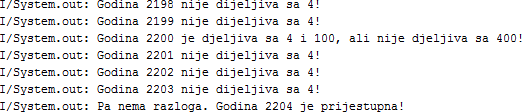 I/System.out: Godina 2198 nije dijeljiva sa 4!
I/System.out: Godina 2199 nije dijeljiva sa 4!
I/System.out: Godina 2200 je djeljiva sa 4 i 100, ali nije djeljiva sa 400!
I/System.out: Godina 2201 nije dijeljiva sa 4!
I/System.out: Godina 2202 nije dijeljiva sa 4!
I/System.out: Godina 2203 nije dijeljiva sa 4!
I/System.out: Pa nema razloga. Godina 2204 je prijestupna!